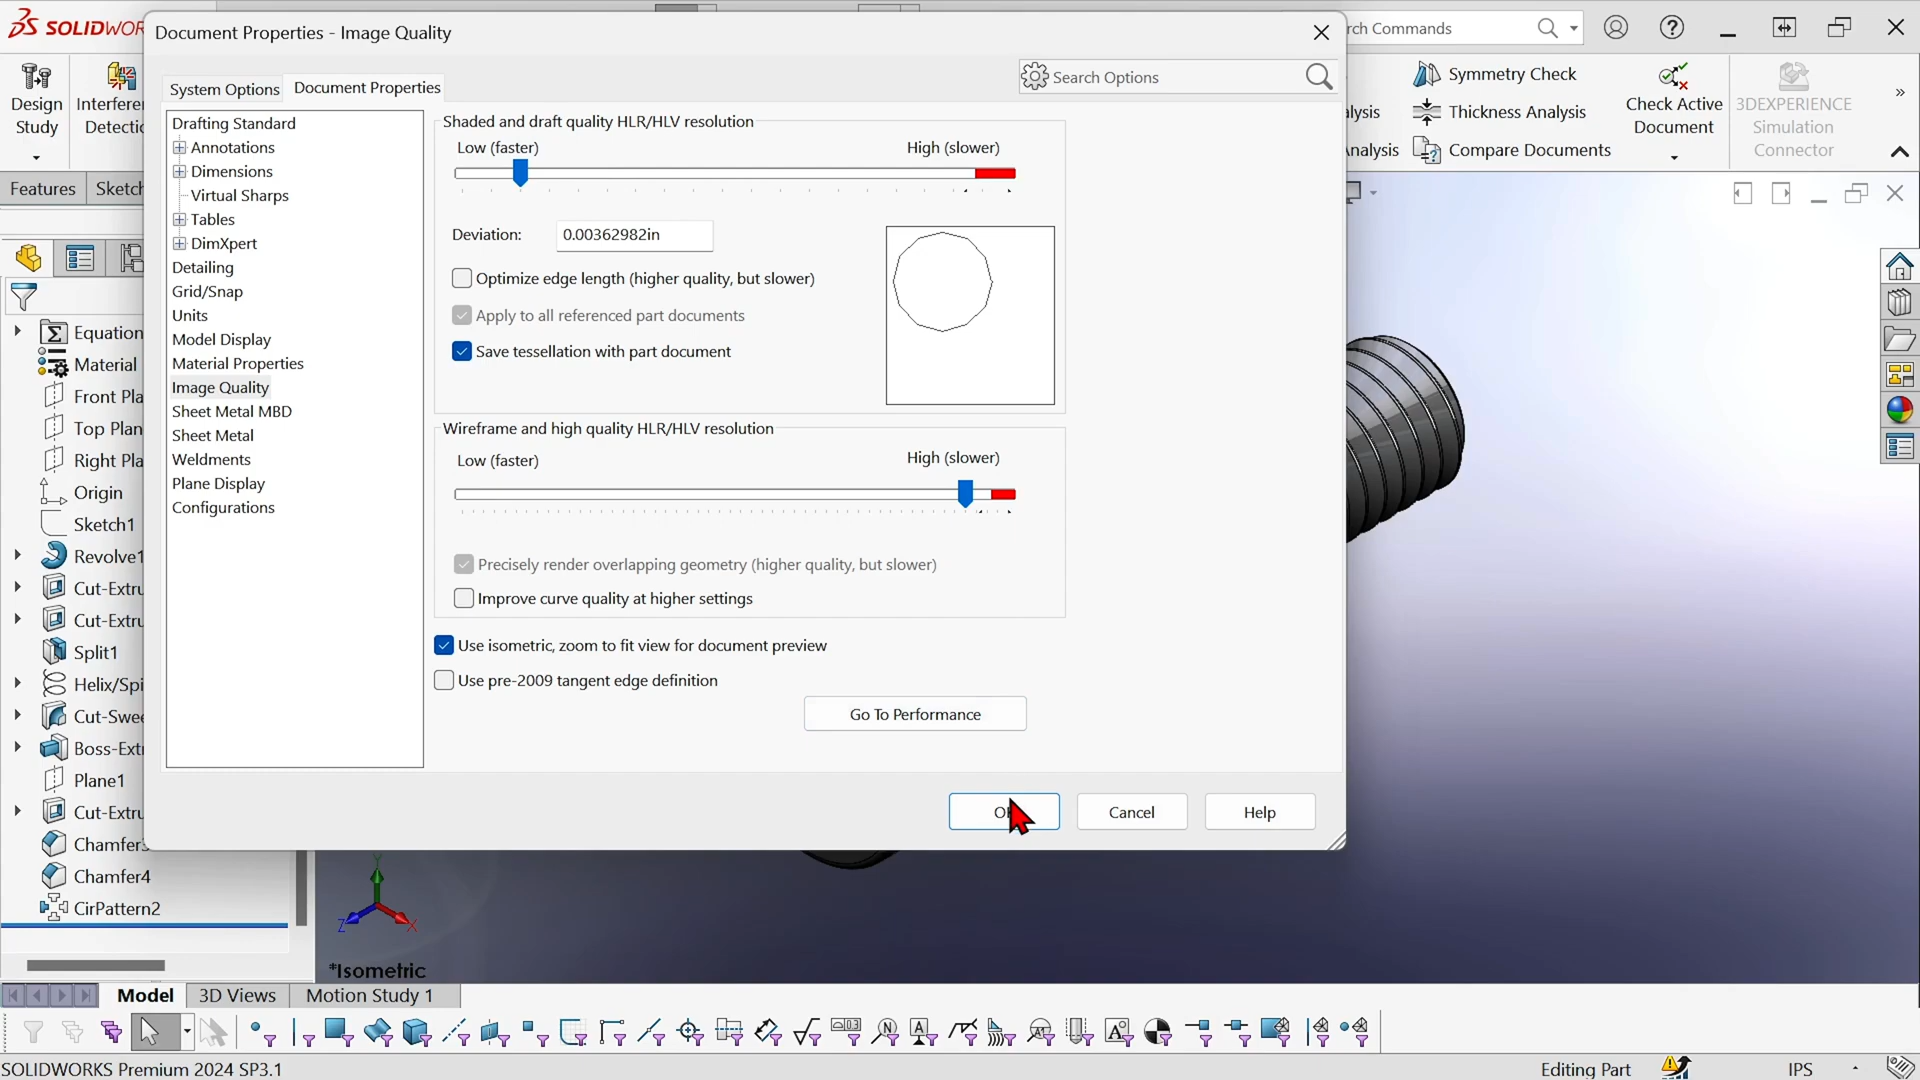 SOLIDWOR
Document Properties - Image Quality
rch Commands
Design
Study
Interfere
Detecti
System Options
Document Properties
Search Options
alysis
Symmetry Check
Thickness Analysis
Analysis
Compare Documents
Check Active
Document
3DEXPERIENCE
Simulation
Connector
Features
Sketch
Drafting Standard
Annotations
Dimensions
Virtual Sharps
Tables
DimXpert
Detailing
Grid/Snap
Units
Model Display
Material Properties
Image Quality
Sheet Metal MBD
Sheet Metal
Weldments
Plane Display
Configurations
Shaded and draft quality HLR/HLV resolution
Low (faster)
High (slower)
Deviation:
0.00362982in
Optimize edge length (higher quality, but slower)
Apply to all referenced part documents
Save tessellation with part document
Wireframe and high quality HLR/HLV resolution
Low (faster)
High (slower)
Precisely render overlapping geometry (higher quality, but slower)
Improve curve quality at higher settings
Use isometric, zoom to fit view for document preview
Use pre-2009 tangent edge definition
Go To Performance
Cancel
Help
Equation
Material
Front Pla
Top Plan
Right Pla
Origin
Sketch1
Revolve1
Cut-Extru
Cut-Extru
Split1
Helix/Spi
Cut-Swee
Boss-Ext
Plane1
Cut-Extru
Chamfer3
Chamfer4
CirPattern2
Y
Z
X
*Isometric
Model
3D Views
Motion Study 1
SOLIDWORKS Premium 2024 SP3.1
Editing Part
IPS